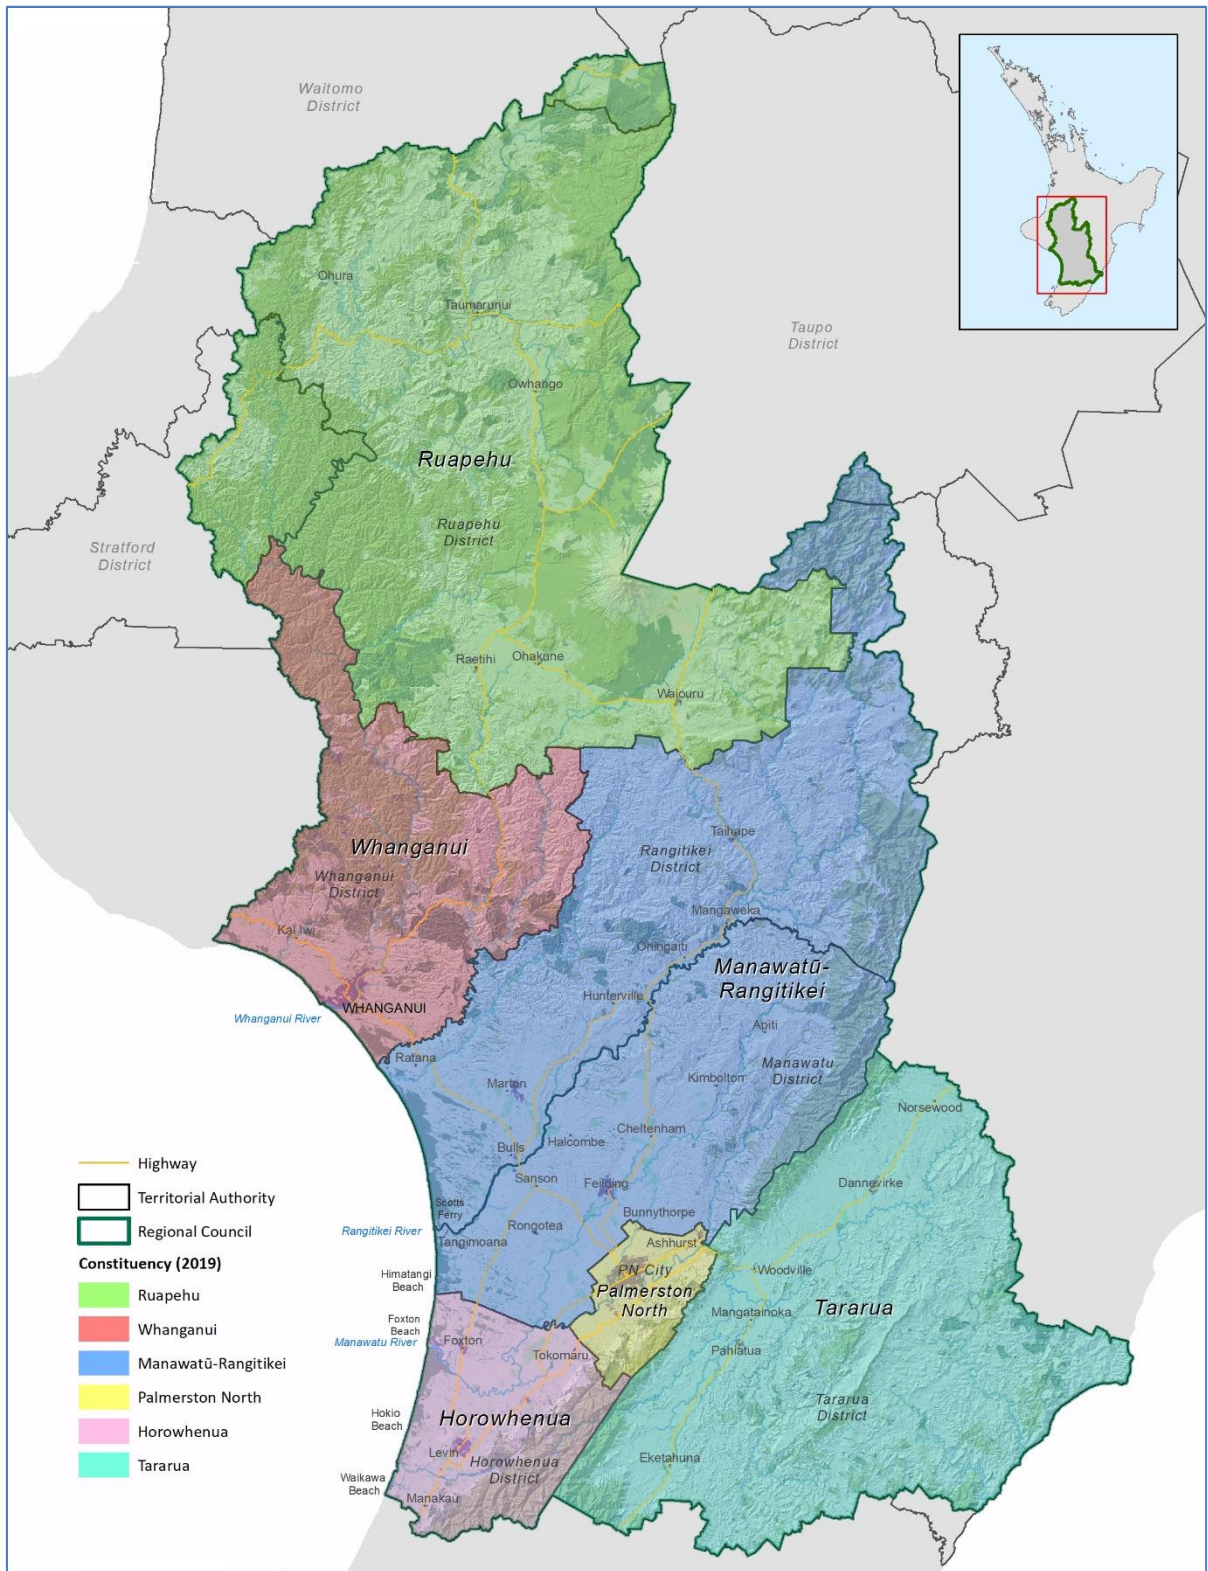 Waitomo
District
Ohura
Taumarunui
Taupo
District
Owhango
Ruapehu
Ruapehu
District
Stratford
District
Raetihi
Ohakune
Waiouru
Taihape
Whanganui
Rangitikei
District
Whanganui
District
Mangaweka
Kai Iwi
Ohingaiti
Manawatū-
Rangitikei
Hunterville
WHANGANUI
Whanganui River
Apiti
Ratana
Manawatu
District
Kimbolton
Marton
Norsewood
Cheltenham
Halcombe
Bulls
Highway
Sanson
Feilding
Dannevirke
Territorial Authority
Scotts
Ferry
Bunnythorpe
Rongotea
Regional Council
Rangitikei River
Tangimoana
Ashhurst
Constituency (2019)
PN City
Woodville
Himatangi
Beach
Palmerston
North
Ruapehu
Mangatainoka
Tararua
Whanganui
Foxton
Beach
Manawatu River
Foxton
Tokomaru
Pahiatua
Manawatū-Rangitikei
Palmerston North
Tararua
District
Hokio
Beach
Horowhenua
Horowhenua
Levin
Horowhenua
District
Eketahuna
Tararua
Waikawa
Beach
Manakau